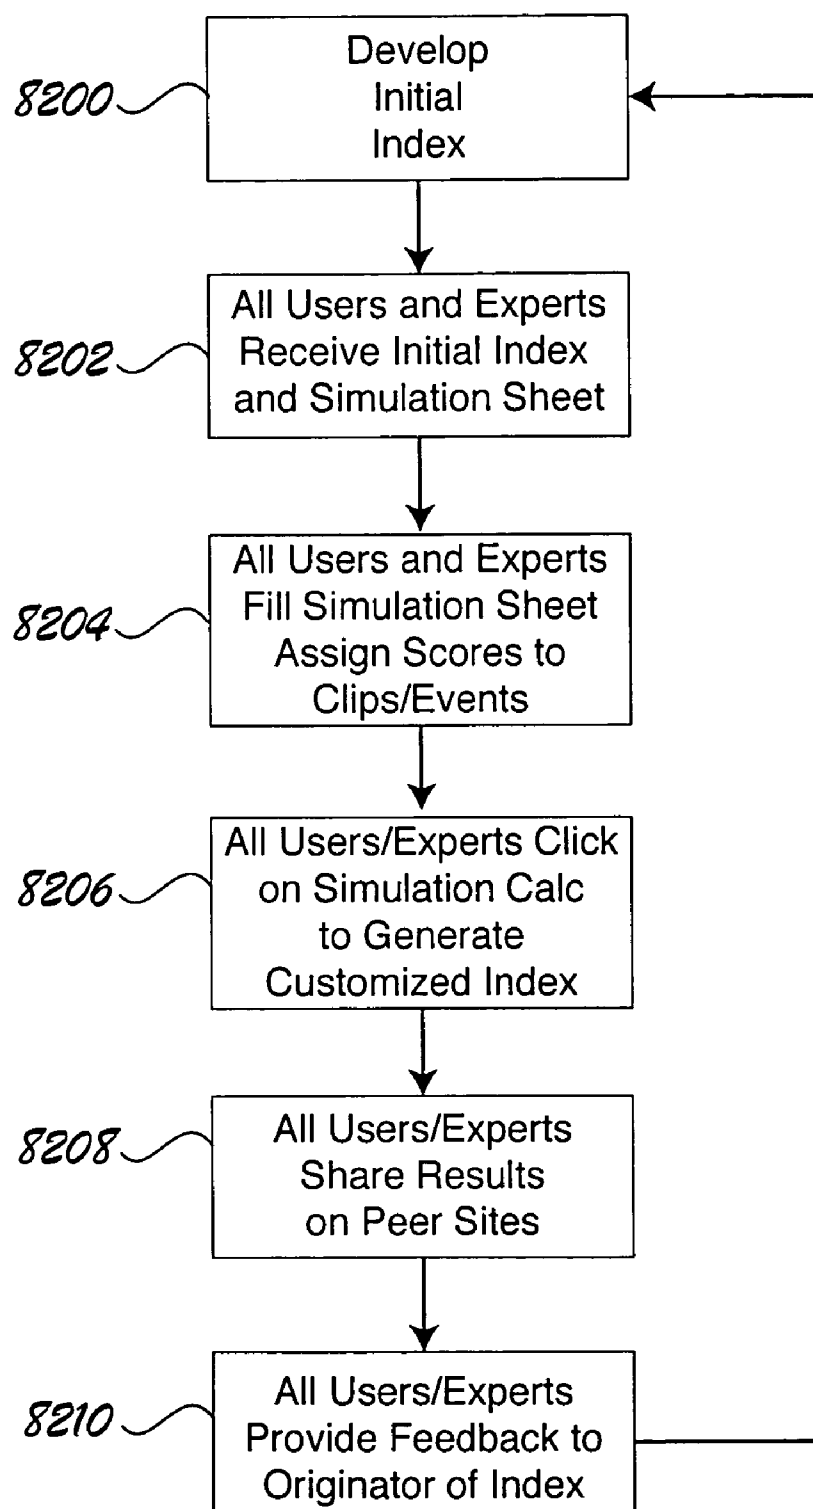 8200
Develop
Initial
Index
8202
All Users and Experts
Receive Initial Index
and Simulation Sheet
8204
All Users and Experts
Fill Simulation Sheet
Assign Scores to
Clips/Events
8206
All Users/Experts Click
on Simulation Calc
to Generate
Customized Index
8208
All Users/Experts
Share Results
on Peer Sites
8210
All Users/Experts
Provide Feedback to
Originator of Index